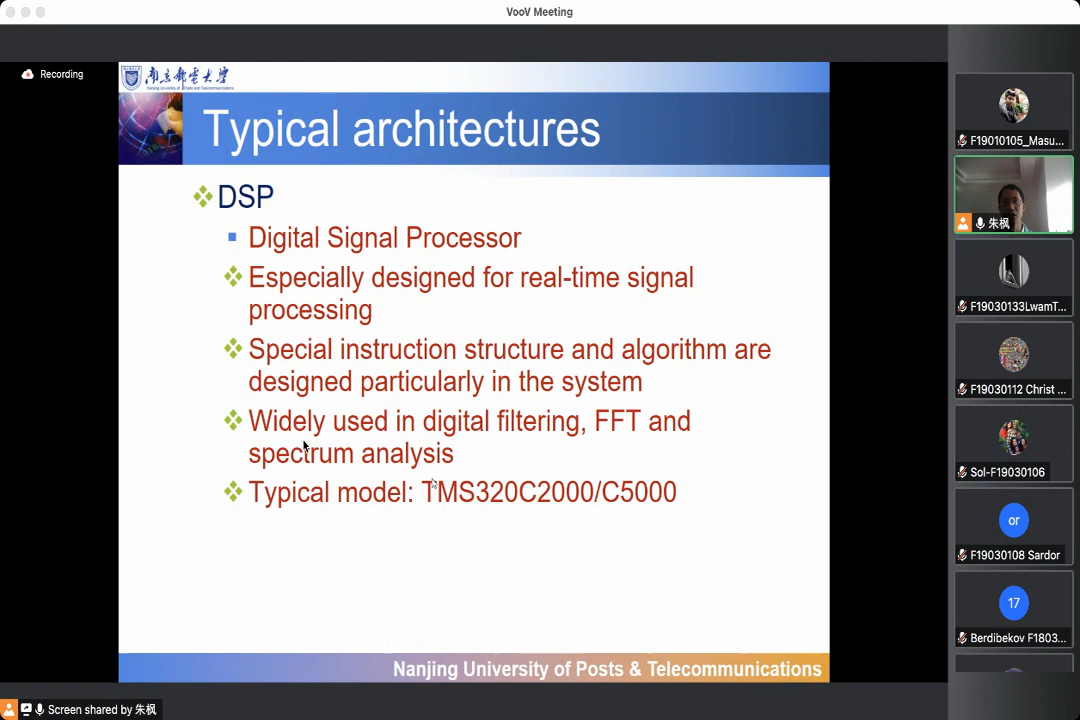 VooV Meeting
Recording
南京邮电大学
Nanjing University of Posts and Telecommunications
Typical architectures
DSP
Digital Signal Processor
Especially designed for real-time signal
processing
Special instruction structure and algorithm are
designed particularly in the system
Widely used in digital filtering, FFT and
spectrum analysis
Typical model: TMS320C2000/C5000
Nanjing University of Posts & Telecommunications
F19010105_Masu...
朱枫
F19030133LwamT...
F19030112 Christ ...
Sol-F19030106
or
F19030108 Sardor
17
Berdibekov F1803...
Screen shared by 朱枫